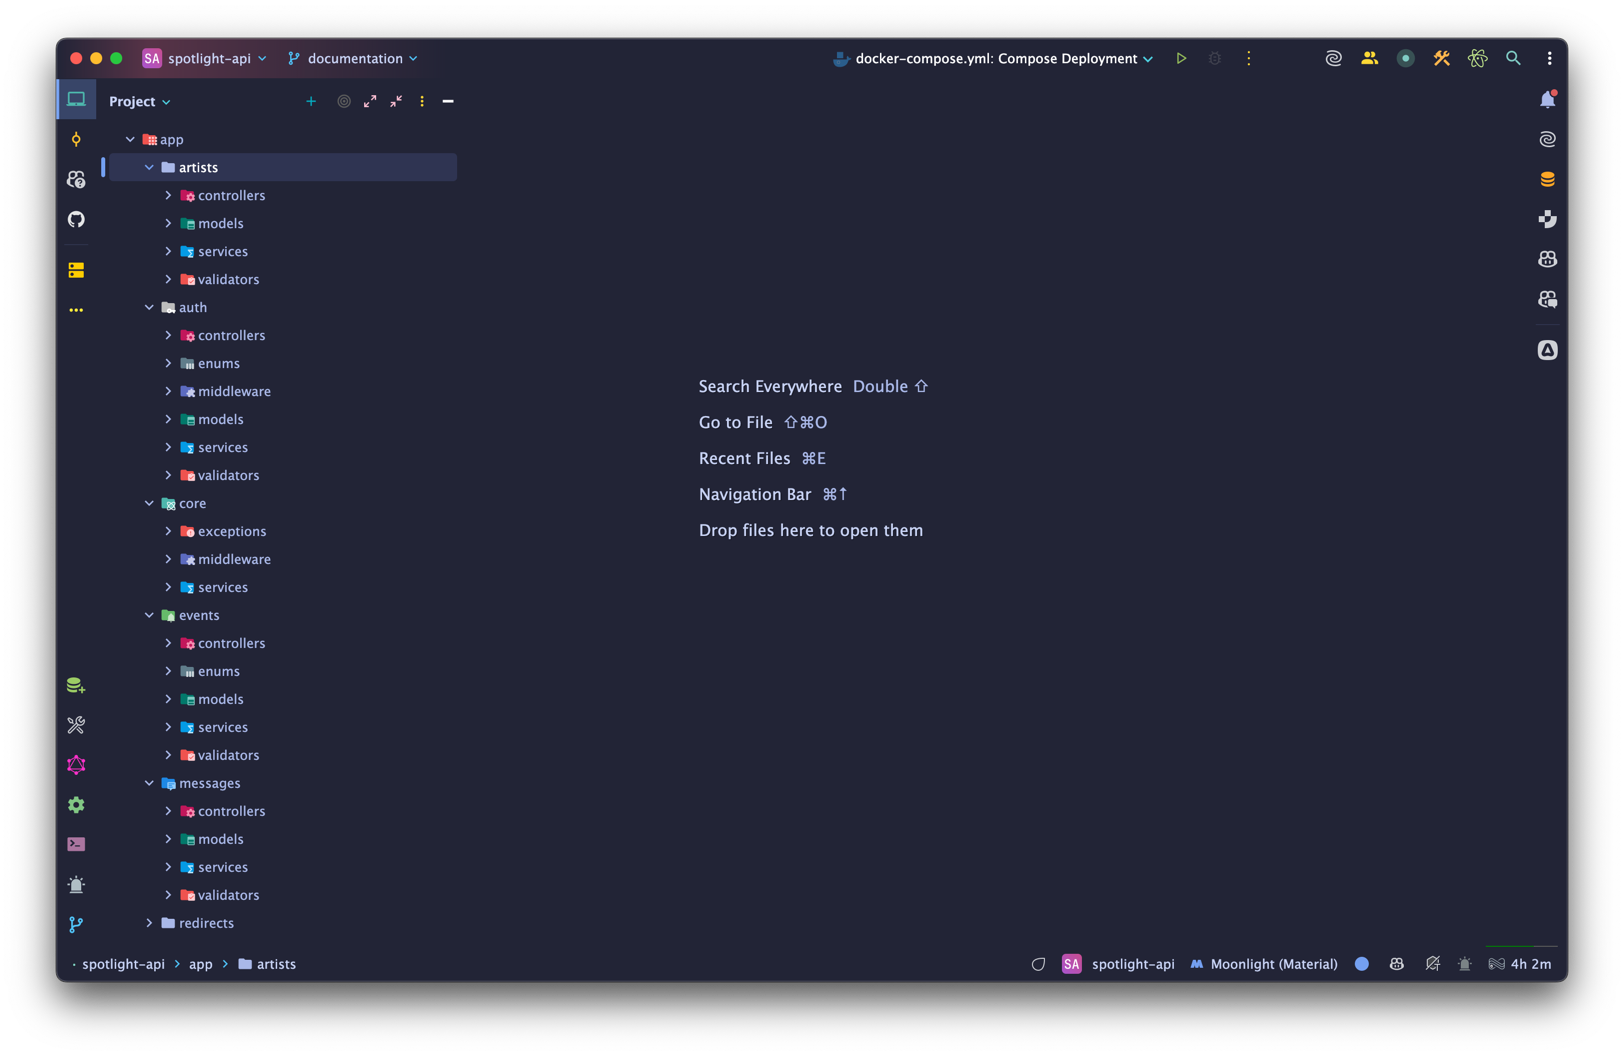 SA spotlight-api documentation docker-compose.yml: Compose Deployment
Project
app
artists
controllers
models
services
validators
auth
controllers
enums
middleware
models
services
validators
core
exceptions
middleware
services
events
controllers
enums
models
services
validators
messages
controllers
models
services
validators
redirects
Search Everywhere Double ⇧
Go to File ⇧⌘O
Recent Files ⌘E
Navigation Bar ⌘↑
Drop files here to open them
spotlight-api > app > artists SA spotlight-api Moonlight (Material) 4h 2m